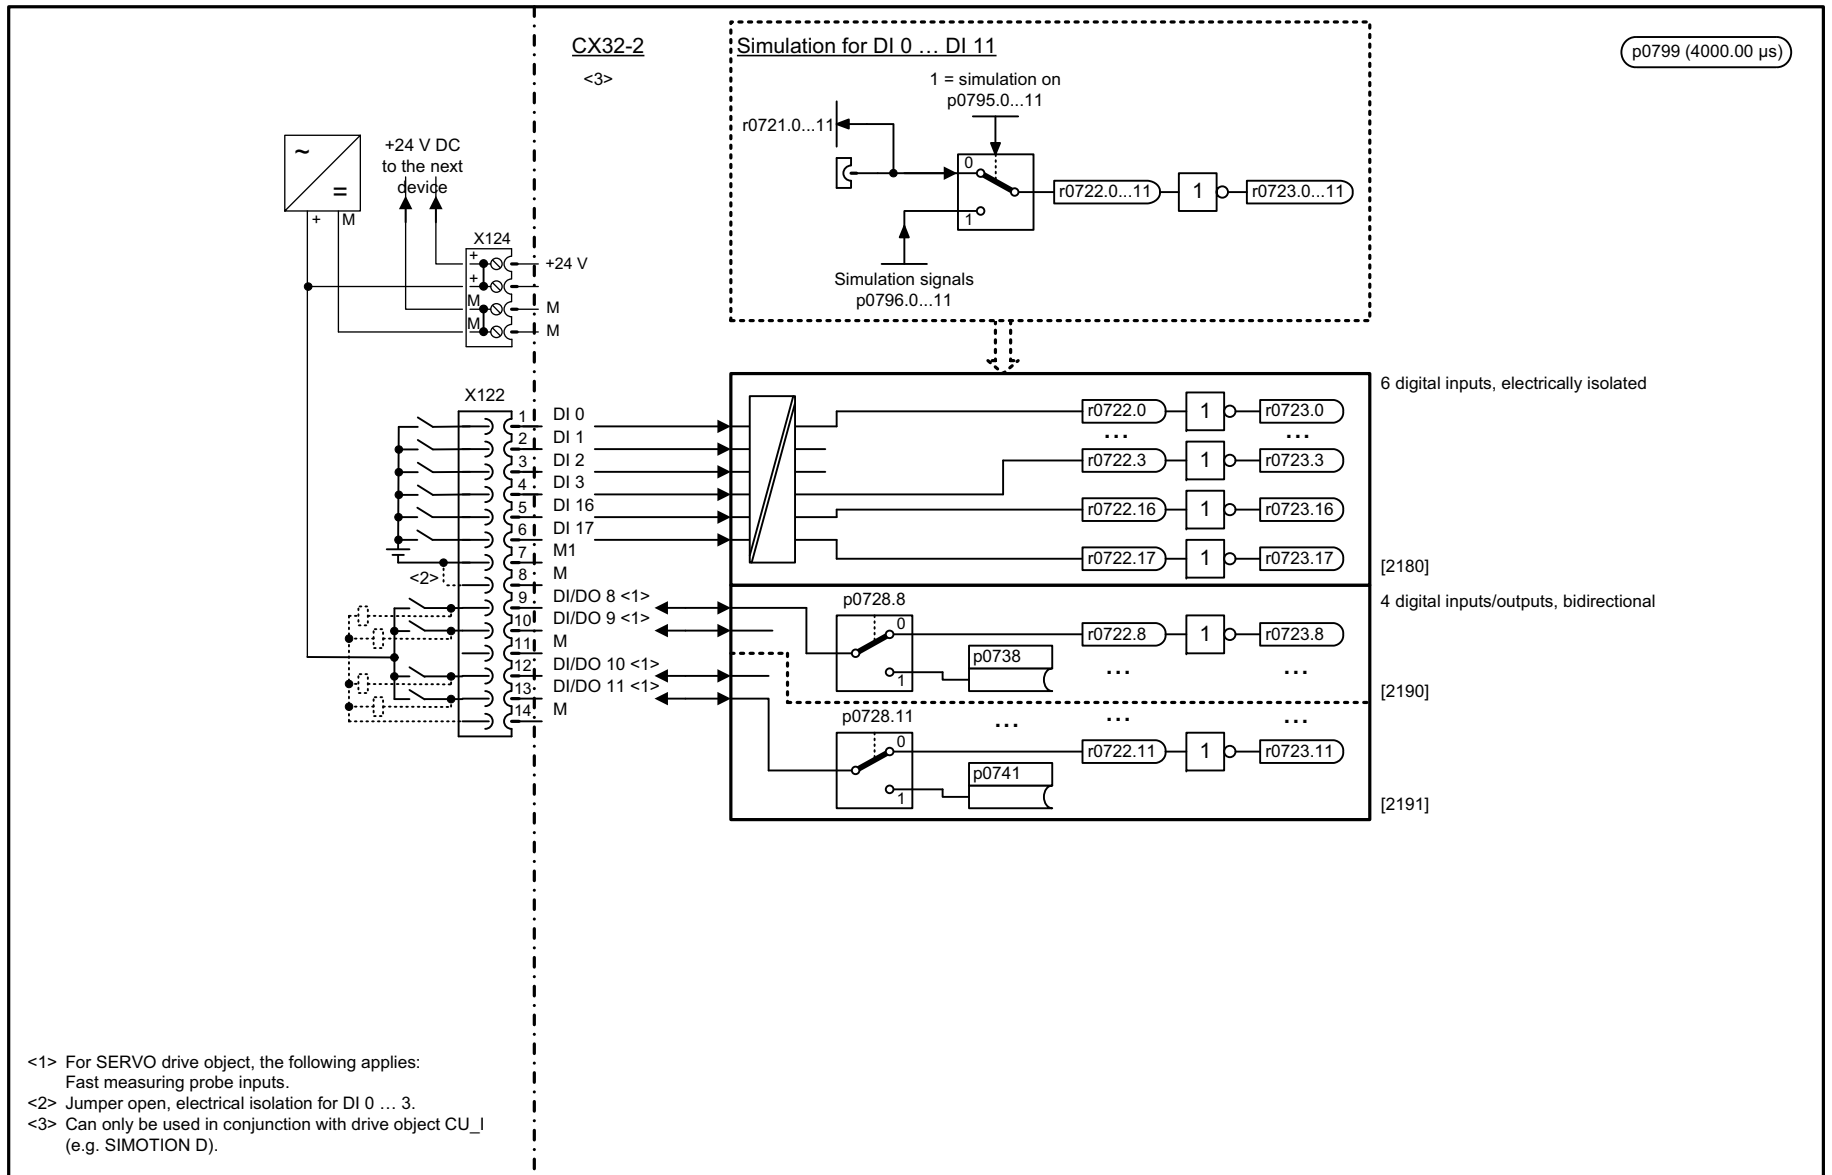 CX32-2
<3>
Simulation for DI 0 … DI 11
p0799 (4000.00 µs)
1 = simulation on
p0795.0...11
r0721.0...11
0
1
r0722.0...11
1
r0723.0...11
Simulation signals
p0796.0...11
~
=
+
M
+24 V DC
to the next
device
X124
+
+24 V
+
M
M
M
M
X122
1
DI 0
2
DI 1
3
DI 2
4
DI 3
5
DI 16
6
DI 17
7
M1
8
M
<2>
9
DI/DO 8 <1>
10
DI/DO 9 <1>
11
M
12
DI/DO 10 <1>
13
DI/DO 11 <1>
14
M
6 digital inputs, electrically isolated
r0722.0
1
r0723.0
...
...
r0722.3
1
r0723.3
r0722.16
1
r0723.16
r0722.17
1
r0723.17
[2180]
4 digital inputs/outputs, bidirectional
p0728.8
0
1
r0722.8
1
r0723.8
p0738
...
...
[2190]
p0728.11
...
...
...
0
1
r0722.11
1
r0723.11
p0741
[2191]
<1> For SERVO drive object, the following applies:
Fast measuring probe inputs.
<2> Jumper open, electrical isolation for DI 0 … 3.
<3> Can only be used in conjunction with drive object CU_I
(e.g. SIMOTION D).